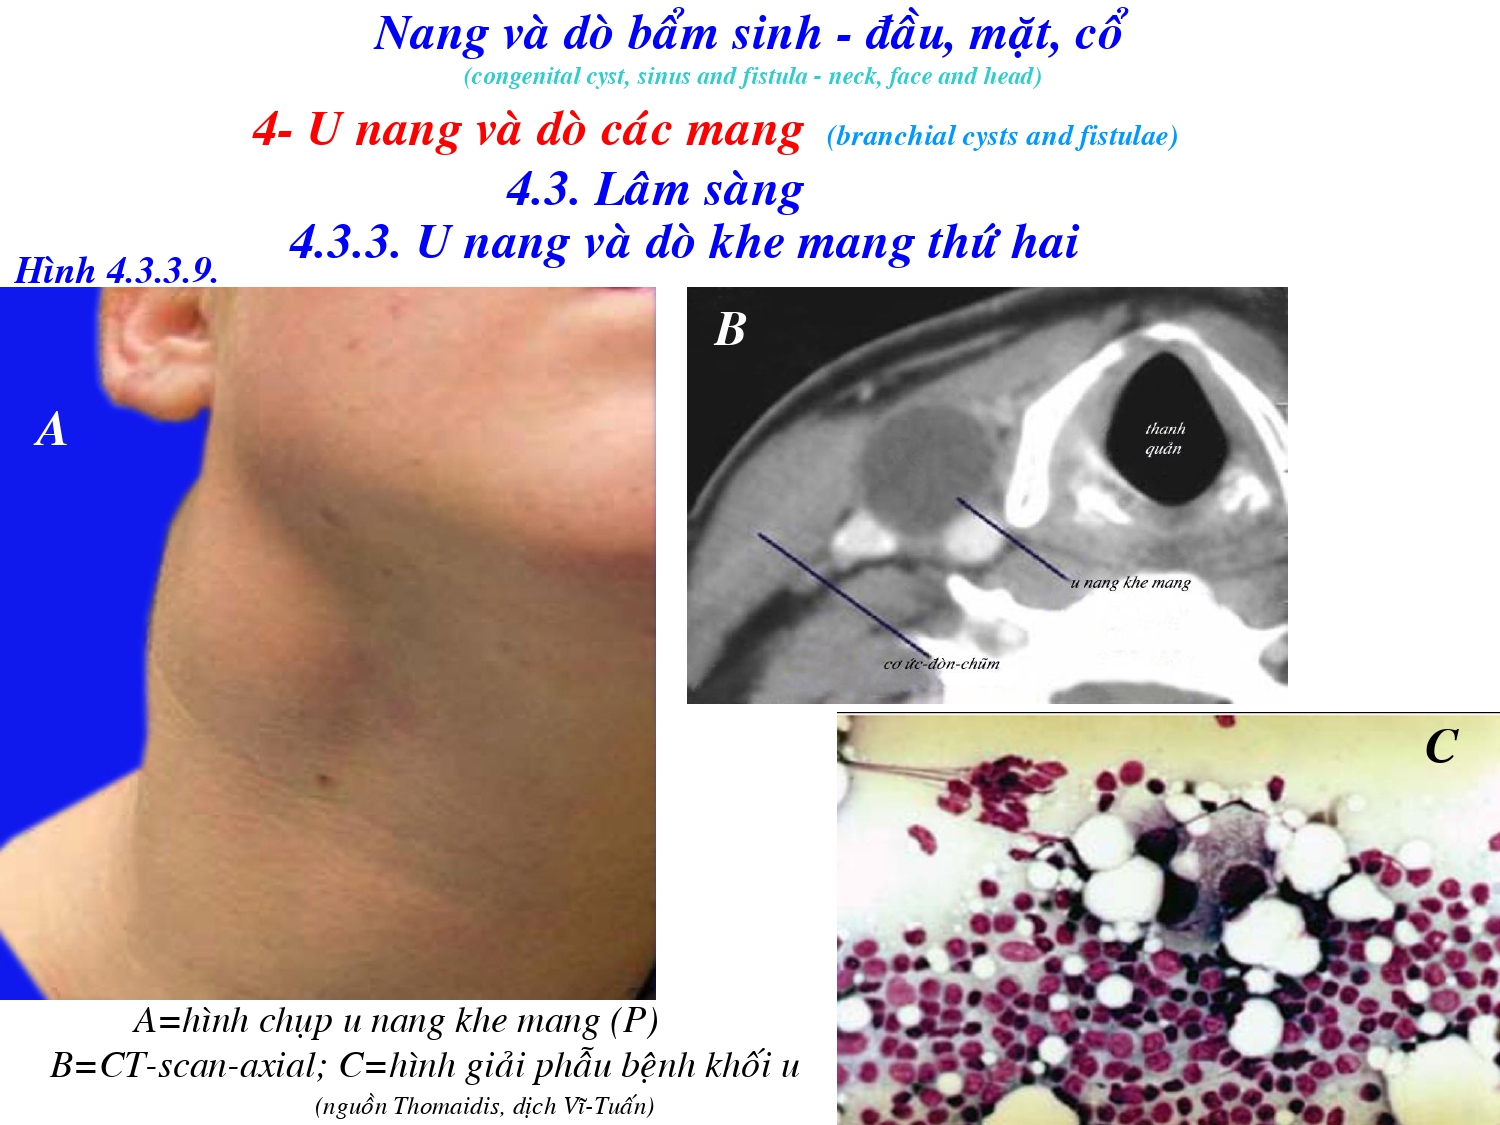 Nang và dò bẩm sinh - đầu, mặt, cổ
(congenital cyst, sinus and fistula - neck, face and head)
4- U nang và dò các mang (branchial cysts and fistulae)
4.3. Lâm sàng
4.3.3. U nang và dò khe mang thứ hai
Hình 4.3.3.9.
A
B
thanh
quản
u nang khe mang
cơ ức-đòn-chũm
C
A=hình chụp u nang khe mang (P)
B=CT-scan-axial; C=hình giải phẫu bệnh khối u
(nguồn Thomaidis, dịch Vĩ-Tuấn)